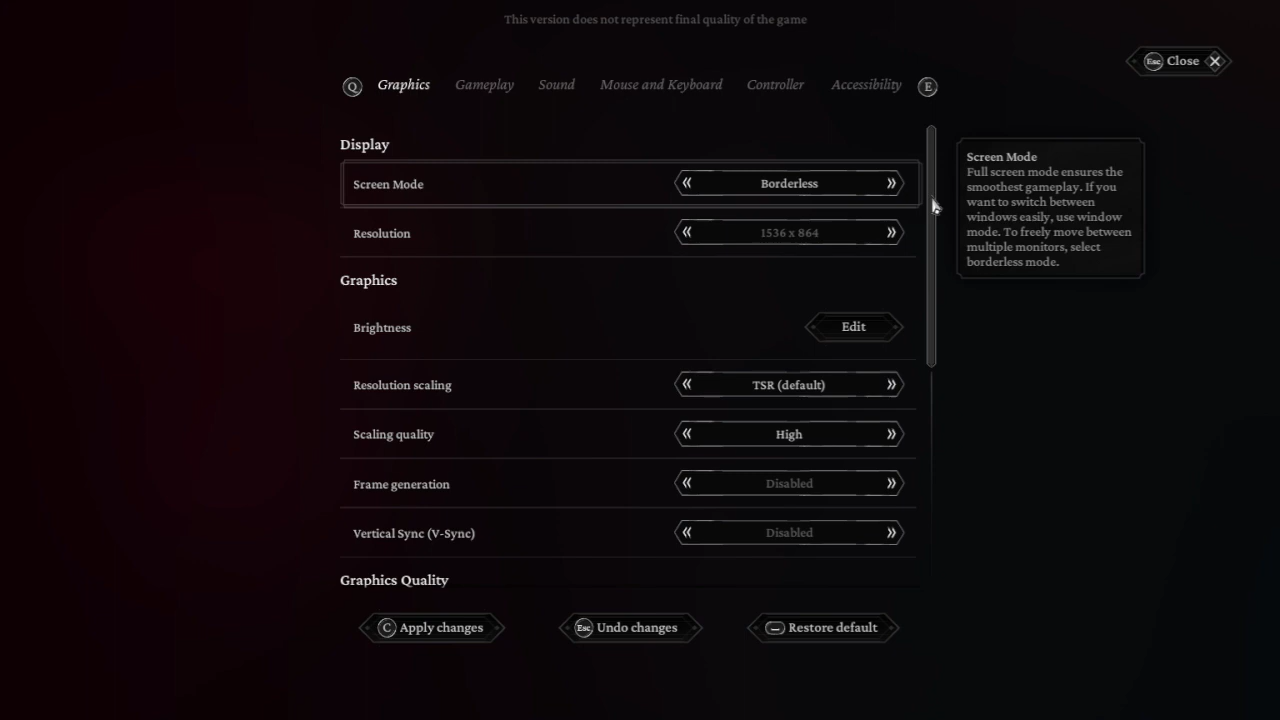 This version does not represent final quality of the game
Esc Close
Q Graphics Gameplay Sound Mouse and Keyboard Controller Accessibility E
Display
Screen Mode Borderless
Resolution 1536 x 864
Screen Mode
Full screen mode ensures the
smoothest gameplay. If you
want to switch between
windows easily, use window
mode. To freely move between
multiple monitors, select
borderless mode.
Graphics
Brightness Edit
Resolution scaling TSR (default)
Scaling quality High
Frame generation Disabled
Vertical Sync (V-Sync) Disabled
Graphics Quality
C Apply changes Esc Undo changes Restore default